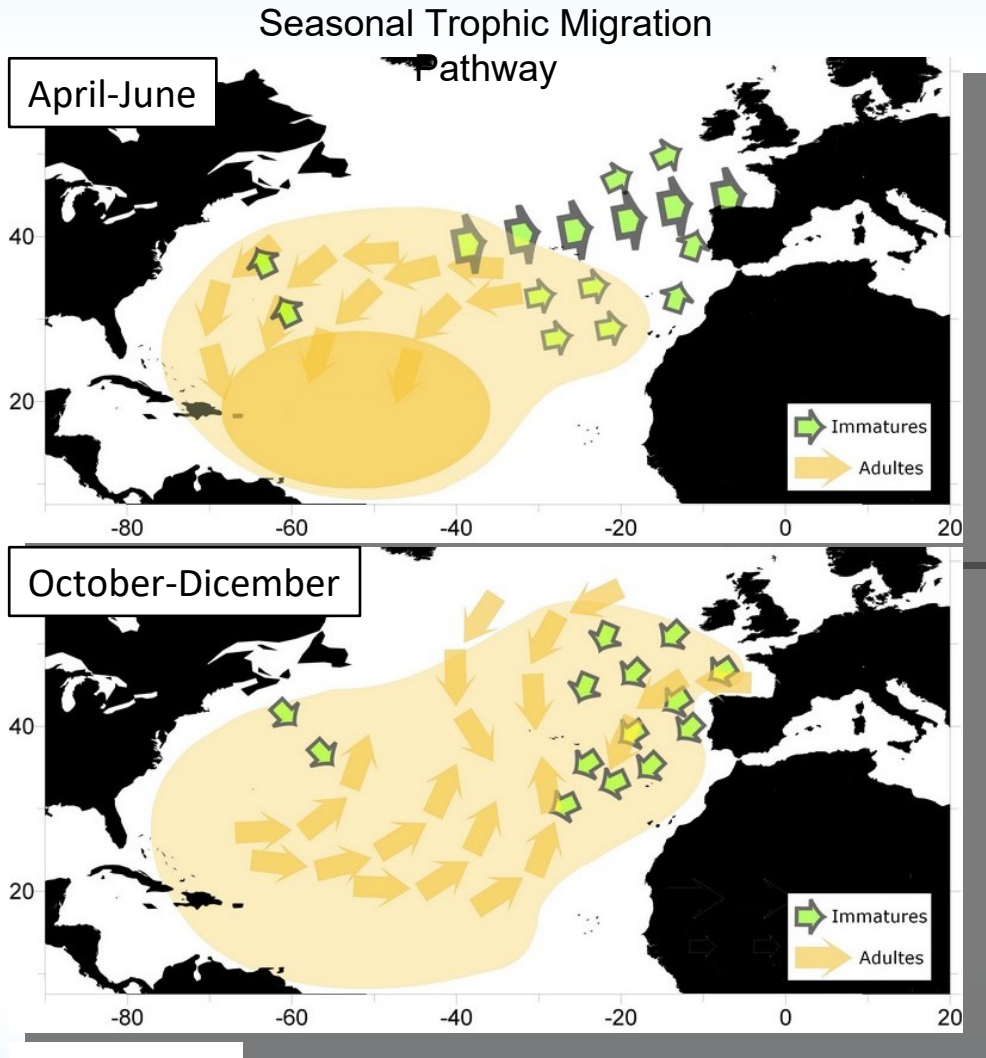 Seasonal Trophic Migration
Pathway
April-June
40
20
Immatures
Adultes
-80 -60 -40 -20 0 20
October-Dicember
40
20
Immatures
Adultes
-80 -60 -40 -20 0 20